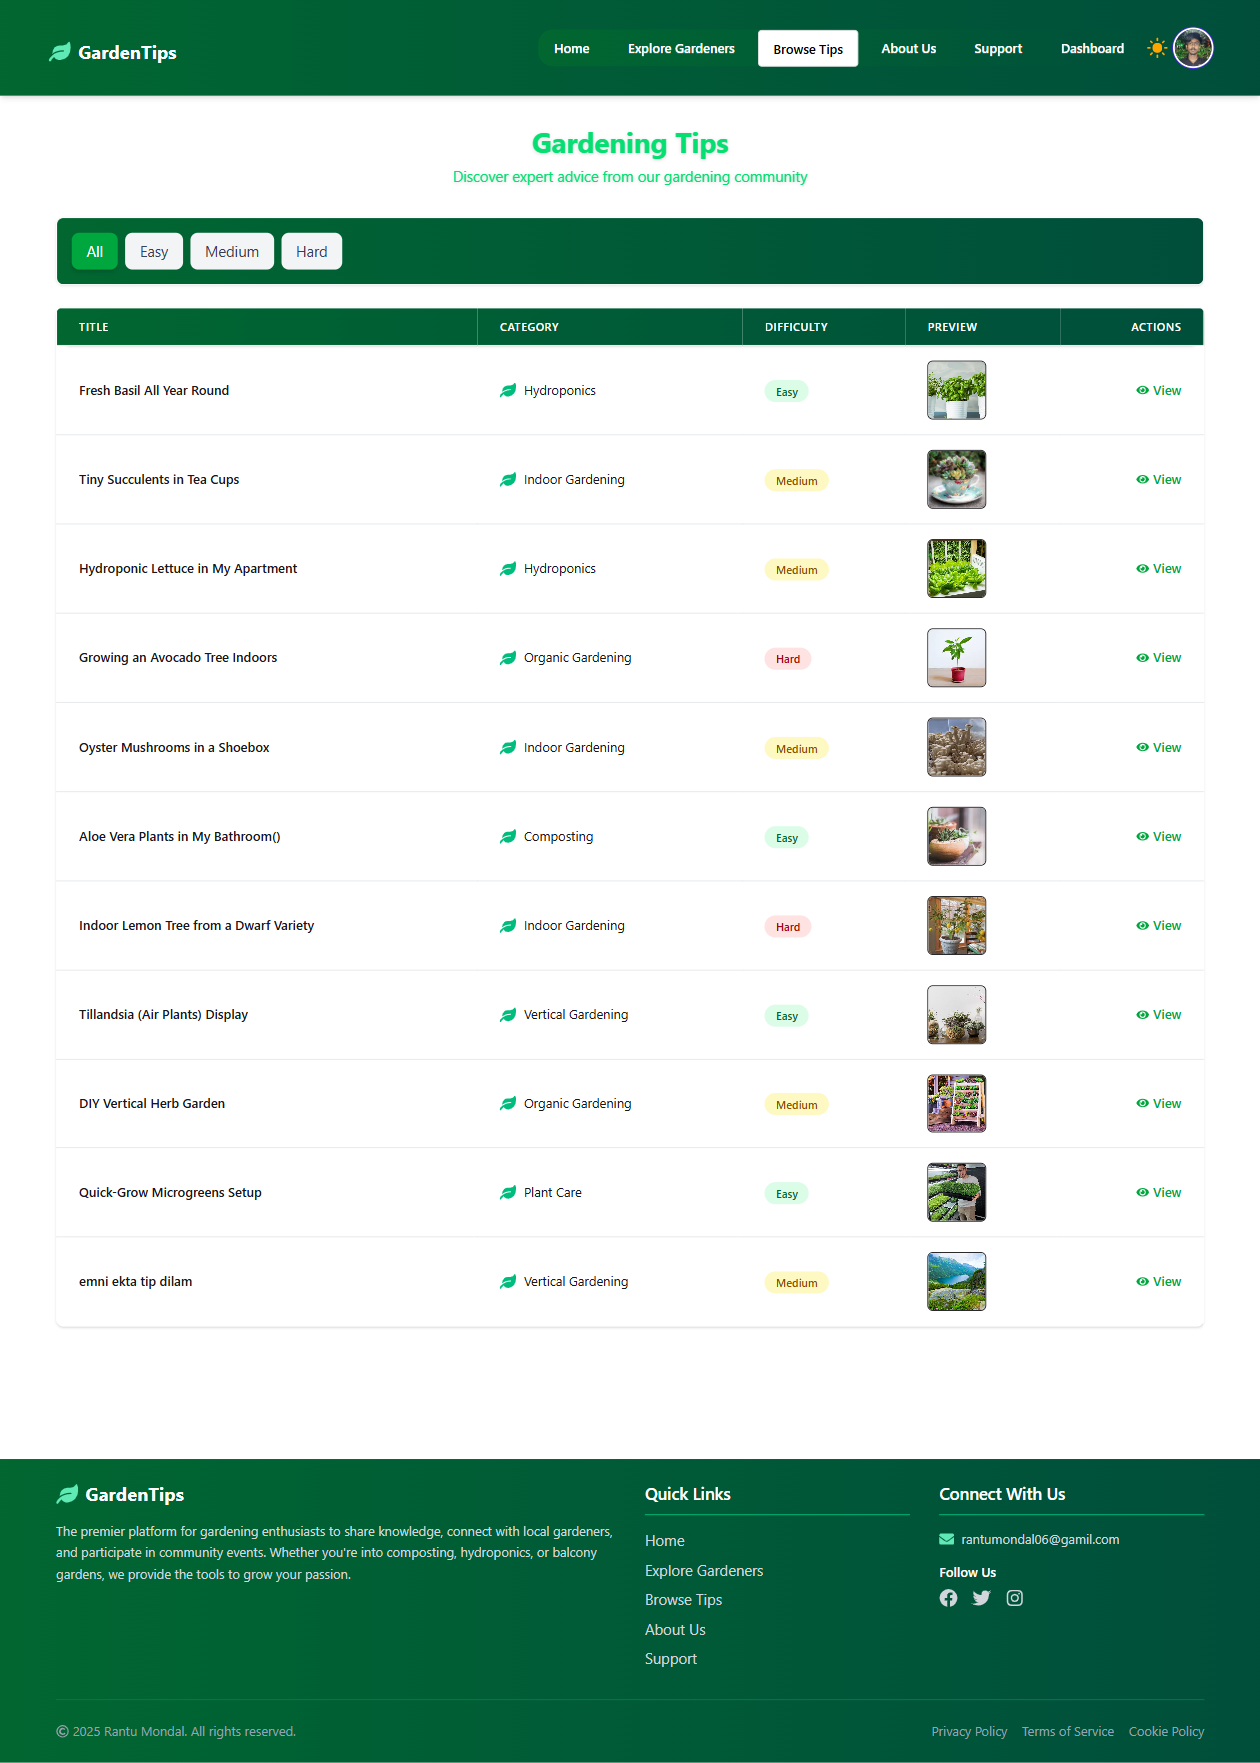 GardenTips
Home Explore Gardeners Browse Tips About Us Support Dashboard
Gardening Tips
Discover expert advice from our gardening community
All Easy Medium Hard
TITLE CATEGORY DIFFICULTY PREVIEW ACTIONS
Fresh Basil All Year Round Hydroponics Easy View
Tiny Succulents in Tea Cups Indoor Gardening Medium View
Hydroponic Lettuce in My Apartment Hydroponics Medium View
Growing an Avocado Tree Indoors Organic Gardening Hard View
Oyster Mushrooms in a Shoebox Indoor Gardening Medium View
Aloe Vera Plants in My Bathroom() Composting Easy View
Indoor Lemon Tree from a Dwarf Variety Indoor Gardening Hard View
Tillandsia (Air Plants) Display Vertical Gardening Easy View
DIY Vertical Herb Garden Organic Gardening Medium View
Quick-Grow Microgreens Setup Plant Care Easy View
emni ekta tip dilam Vertical Gardening Medium View
GardenTips
The premier platform for gardening enthusiasts to share knowledge, connect with local gardeners,
and participate in community events. Whether you're into composting, hydroponics, or balcony
gardens, we provide the tools to grow your passion.
Quick Links
Home
Explore Gardeners
Browse Tips
About Us
Support
Connect With Us
rantumondal06@gamil.com
Follow Us
© 2025 Rantu Mondal. All rights reserved.
Privacy Policy Terms of Service Cookie Policy